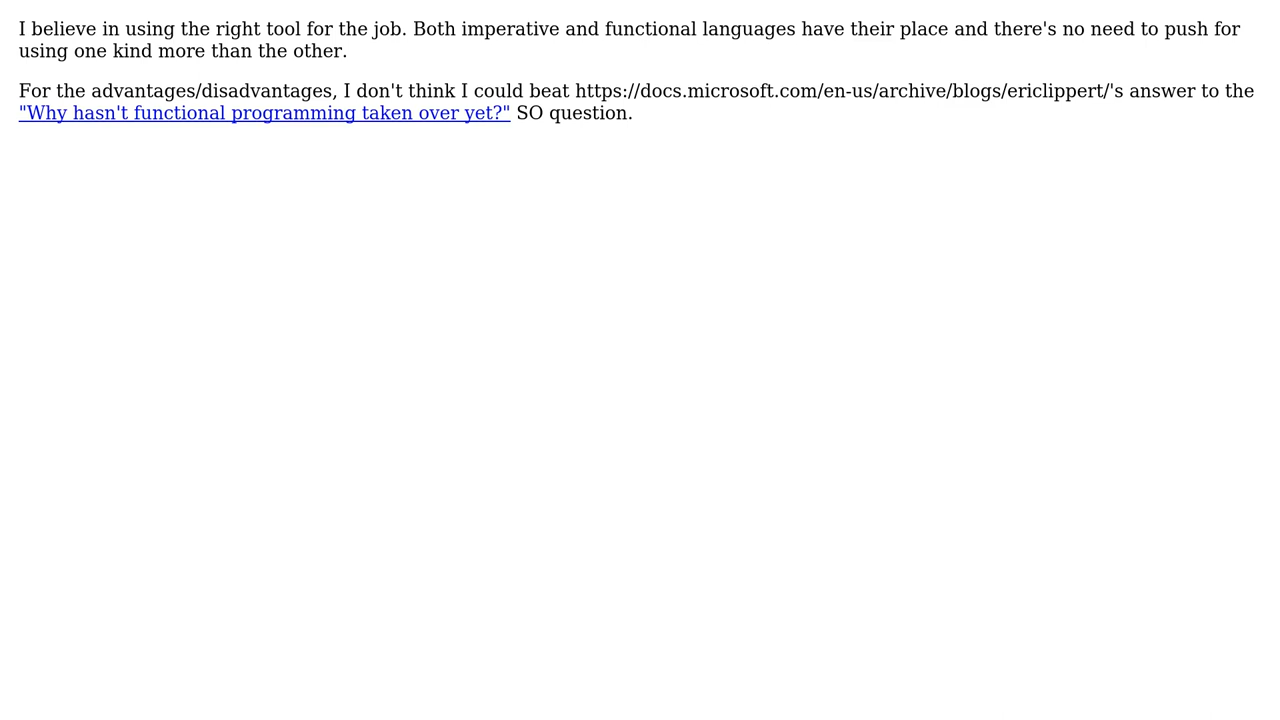 I believe in using the right tool for the job. Both imperative and functional languages have their place and there's no need to push for
using one kind more than the other.
For the advantages/disadvantages, I don't think I could beat https://docs.microsoft.com/en-us/archive/blogs/ericlippert/'s answer to the
"Why hasn't functional programming taken over yet?" SO question.